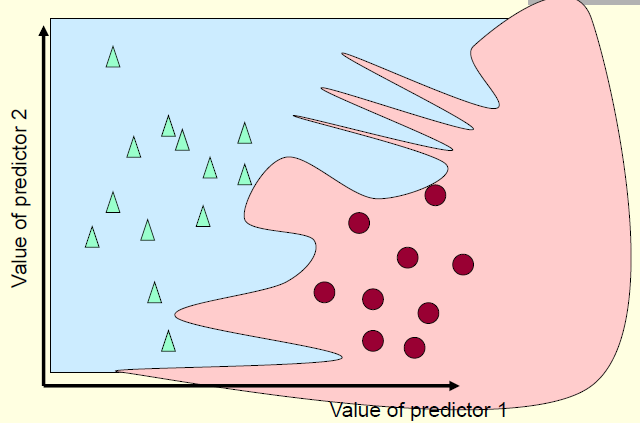 Value of predictor 2
Value of predictor 1